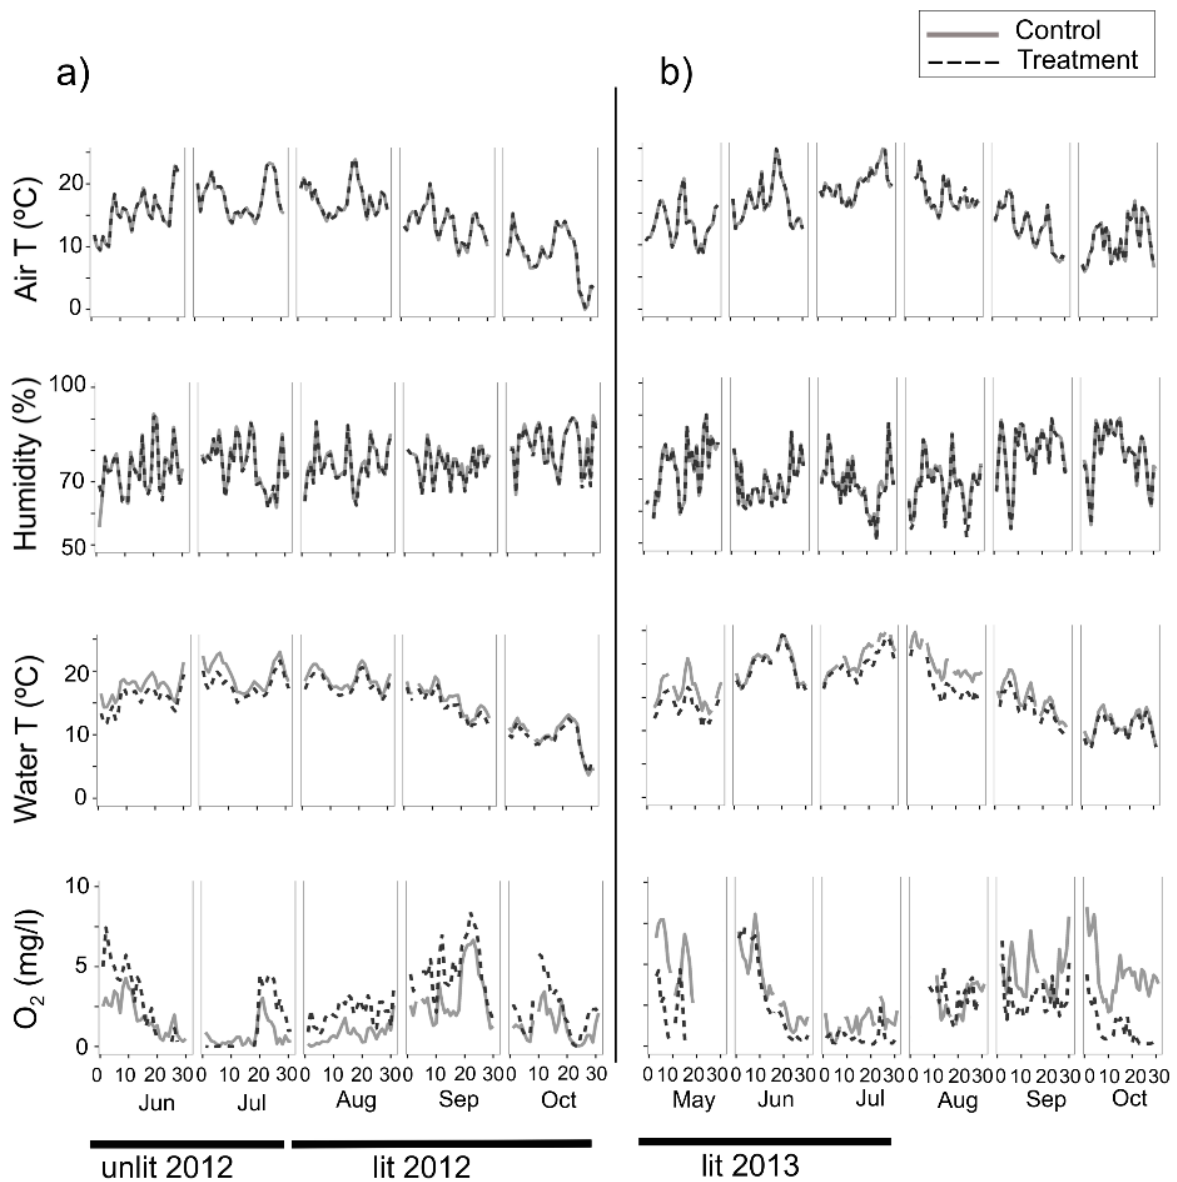 Control
Treatment
a)
b)
Air T (ºC)
20
10
0
Humidity (%)
100
70
50
Water T (ºC)
20
10
0
O2 (mg/l)
10
5
0
0 10 20 30 0 10 20 30 0 10 20 30 0 10 20 30 0 10 20 30
Jun Jul Aug Sep Oct
0 10 20 30 0 10 20 30 0 10 20 30 0 10 20 30 0 10 20 30 0 10 20 30
May Jun Jul Aug Sep Oct
unlit 2012
lit 2012
lit 2013